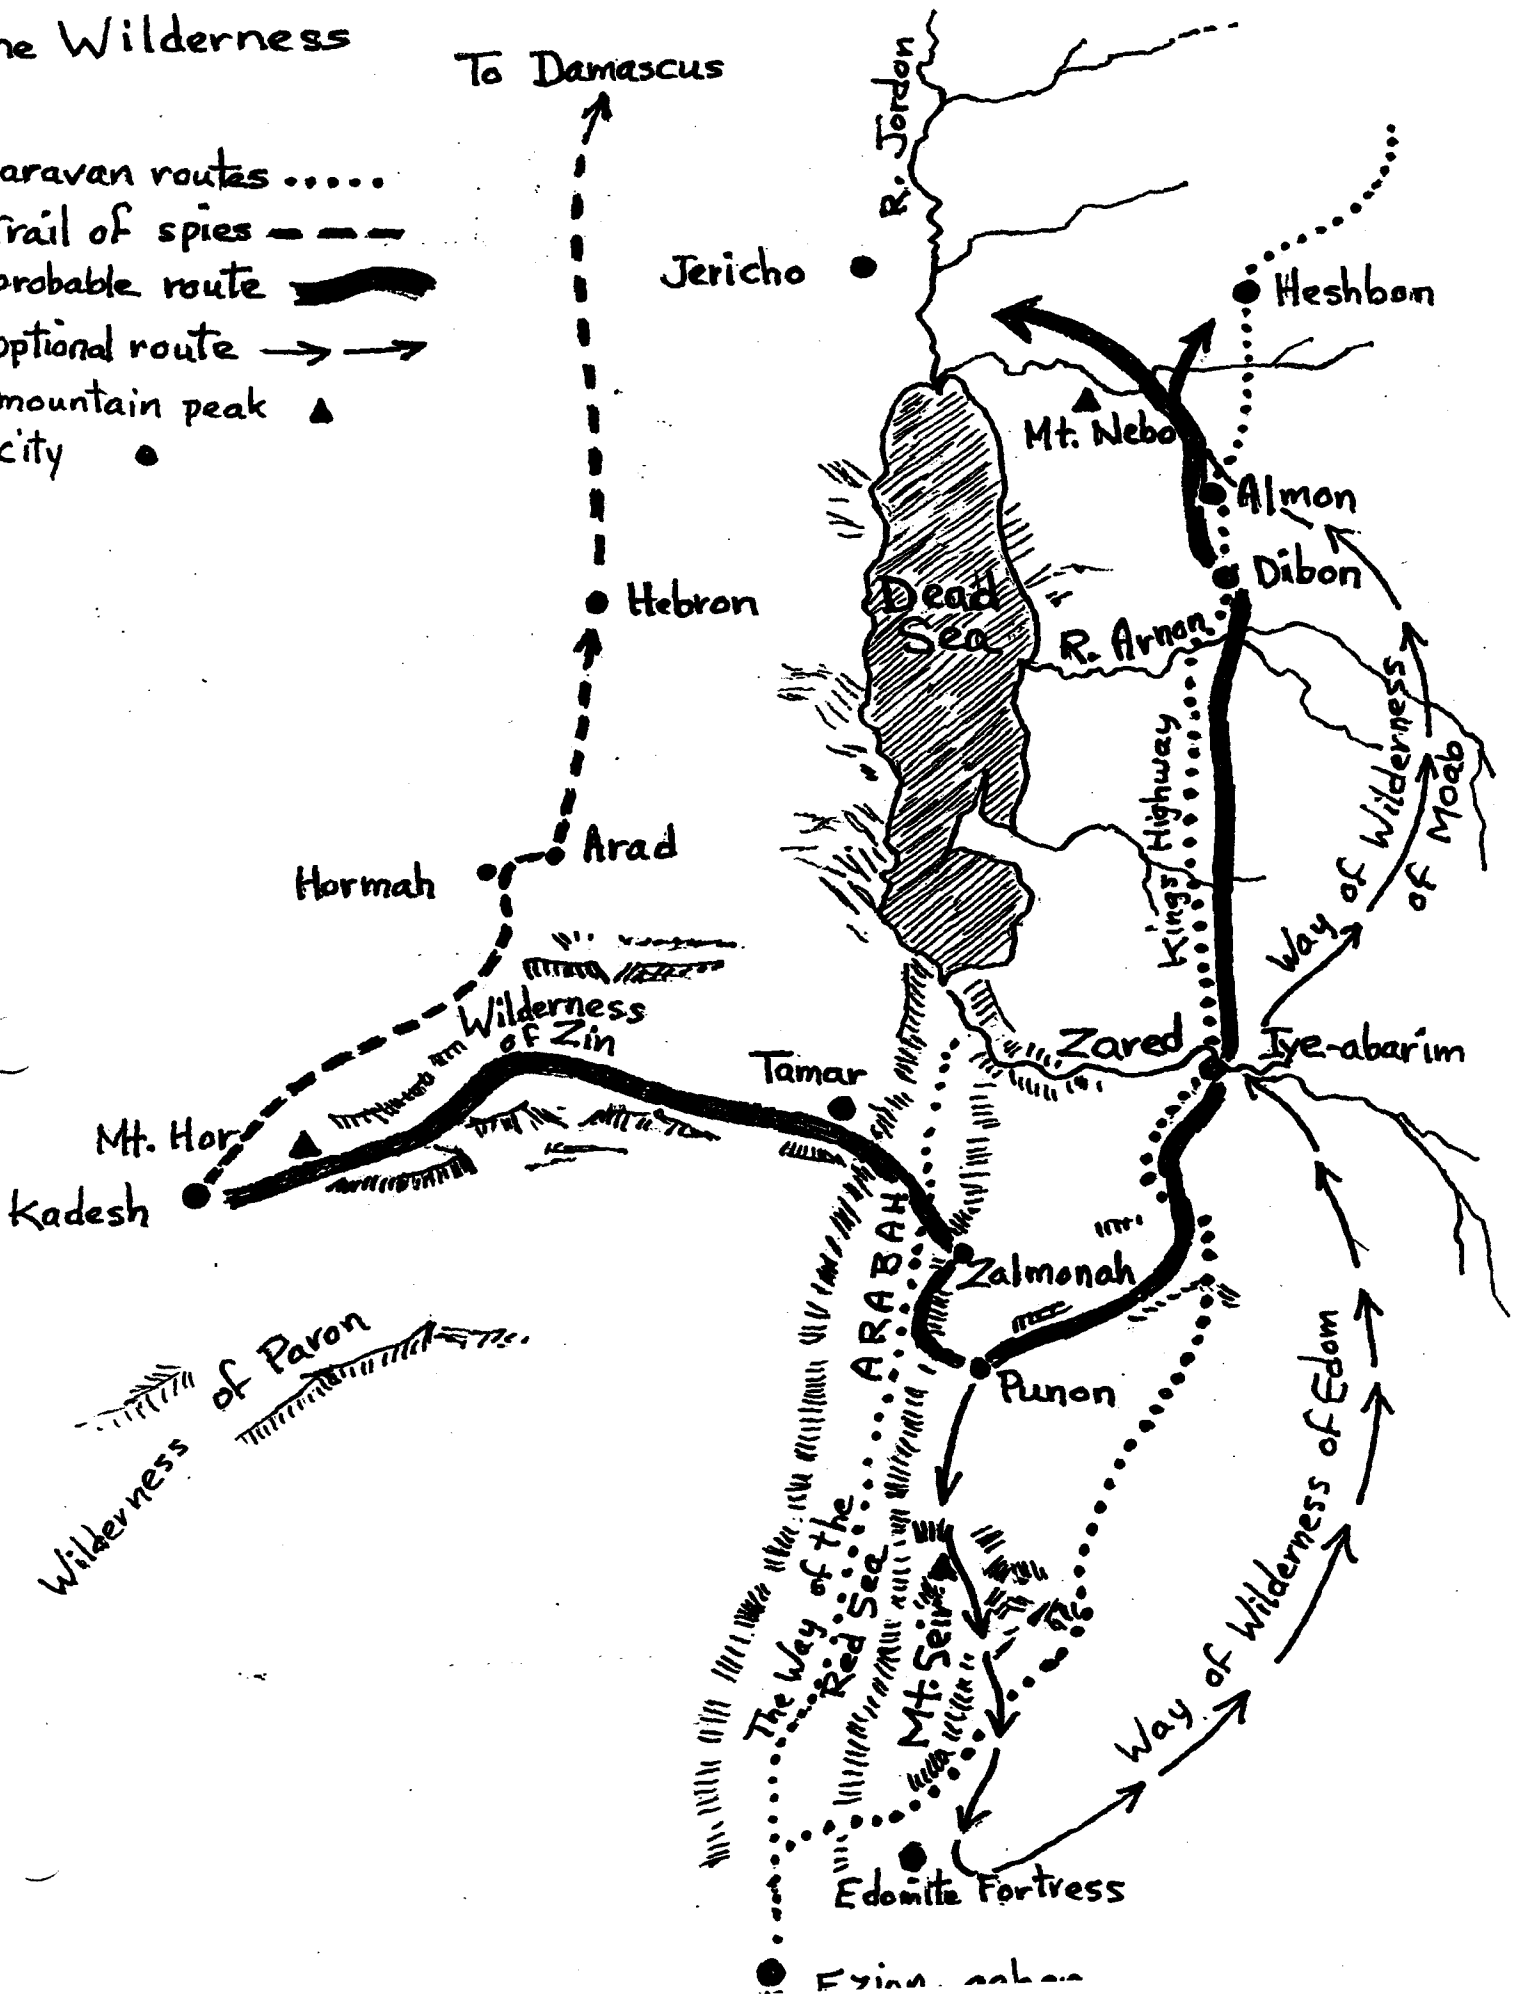 he Wilderness
To Damascus
R. Jordon
aravan routes
Trail of spies
probable route
optional route
mountain peak
city
Jericho
Heshbon
Mt. Nebo
Almon
Dibon
Hebron
Dead
Sea
R. Arnon
Kings Highway
Way of Wilderness
of Moab
Arad
Hormah
Wilderness
of Zin
Zared
Iye-abarim
Tamar
Mt. Hor
Kadesh
ARABAH
Zalmonah
Punon
Wilderness of Paron
The Way of the
Red Sea
Mt. Seir
Way of Wilderness of Edom
Edomite Fortress